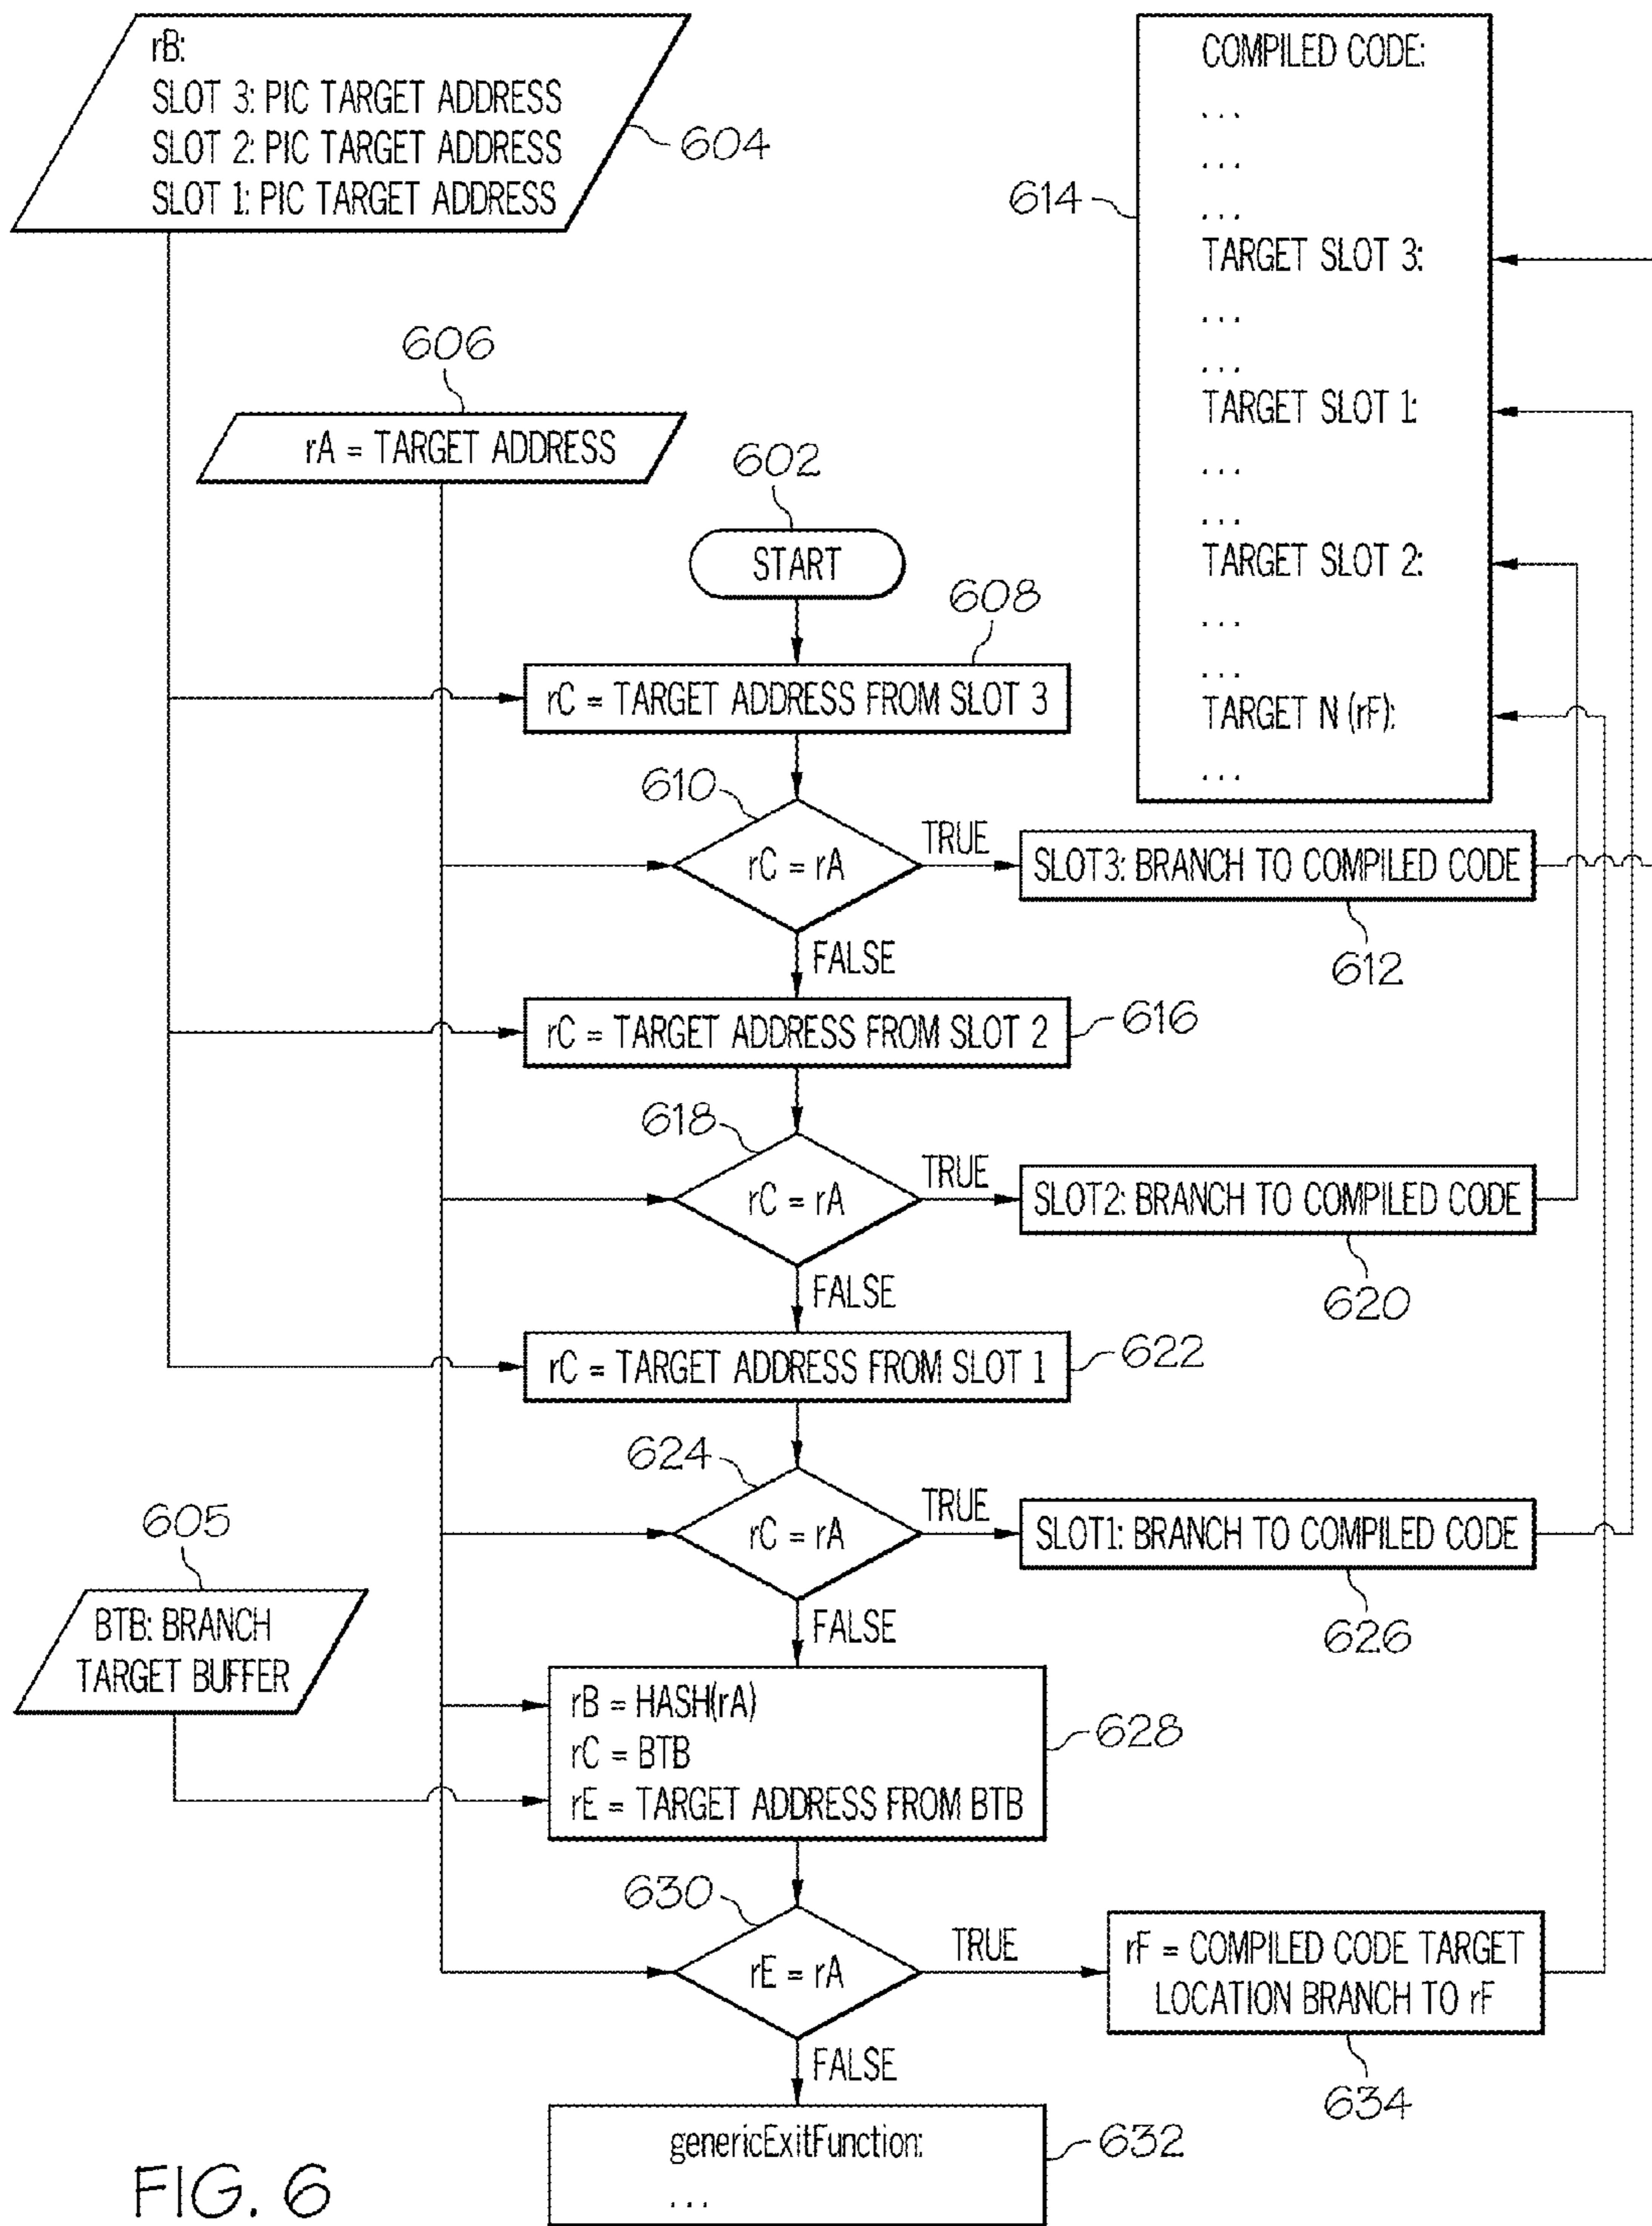 rB:
SLOT 3: PIC TARGET ADDRESS
SLOT 2: PIC TARGET ADDRESS
SLOT 1: PIC TARGET ADDRESS
604
COMPILED CODE:
...
...
...
614
TARGET SLOT 3:
...
...
TARGET SLOT 1:
...
...
TARGET SLOT 2:
...
...
TARGET N (rF):
...
606
rA = TARGET ADDRESS
602
START
608
rC = TARGET ADDRESS FROM SLOT 3
610
rC = rA
TRUE
SLOT3: BRANCH TO COMPILED CODE
612
FALSE
rC = TARGET ADDRESS FROM SLOT 2
616
618
rC = rA
TRUE
SLOT2: BRANCH TO COMPILED CODE
620
FALSE
rC = TARGET ADDRESS FROM SLOT 1
622
624
rC = rA
TRUE
SLOT1: BRANCH TO COMPILED CODE
626
FALSE
605
BTB: BRANCH
TARGET BUFFER
rB = HASH(rA)
rC = BTB
rE = TARGET ADDRESS FROM BTB
628
630
rE = rA
TRUE
rF = COMPILED CODE TARGET
LOCATION BRANCH TO rF
634
FALSE
genericExitFunction:
...
632
FIG. 6